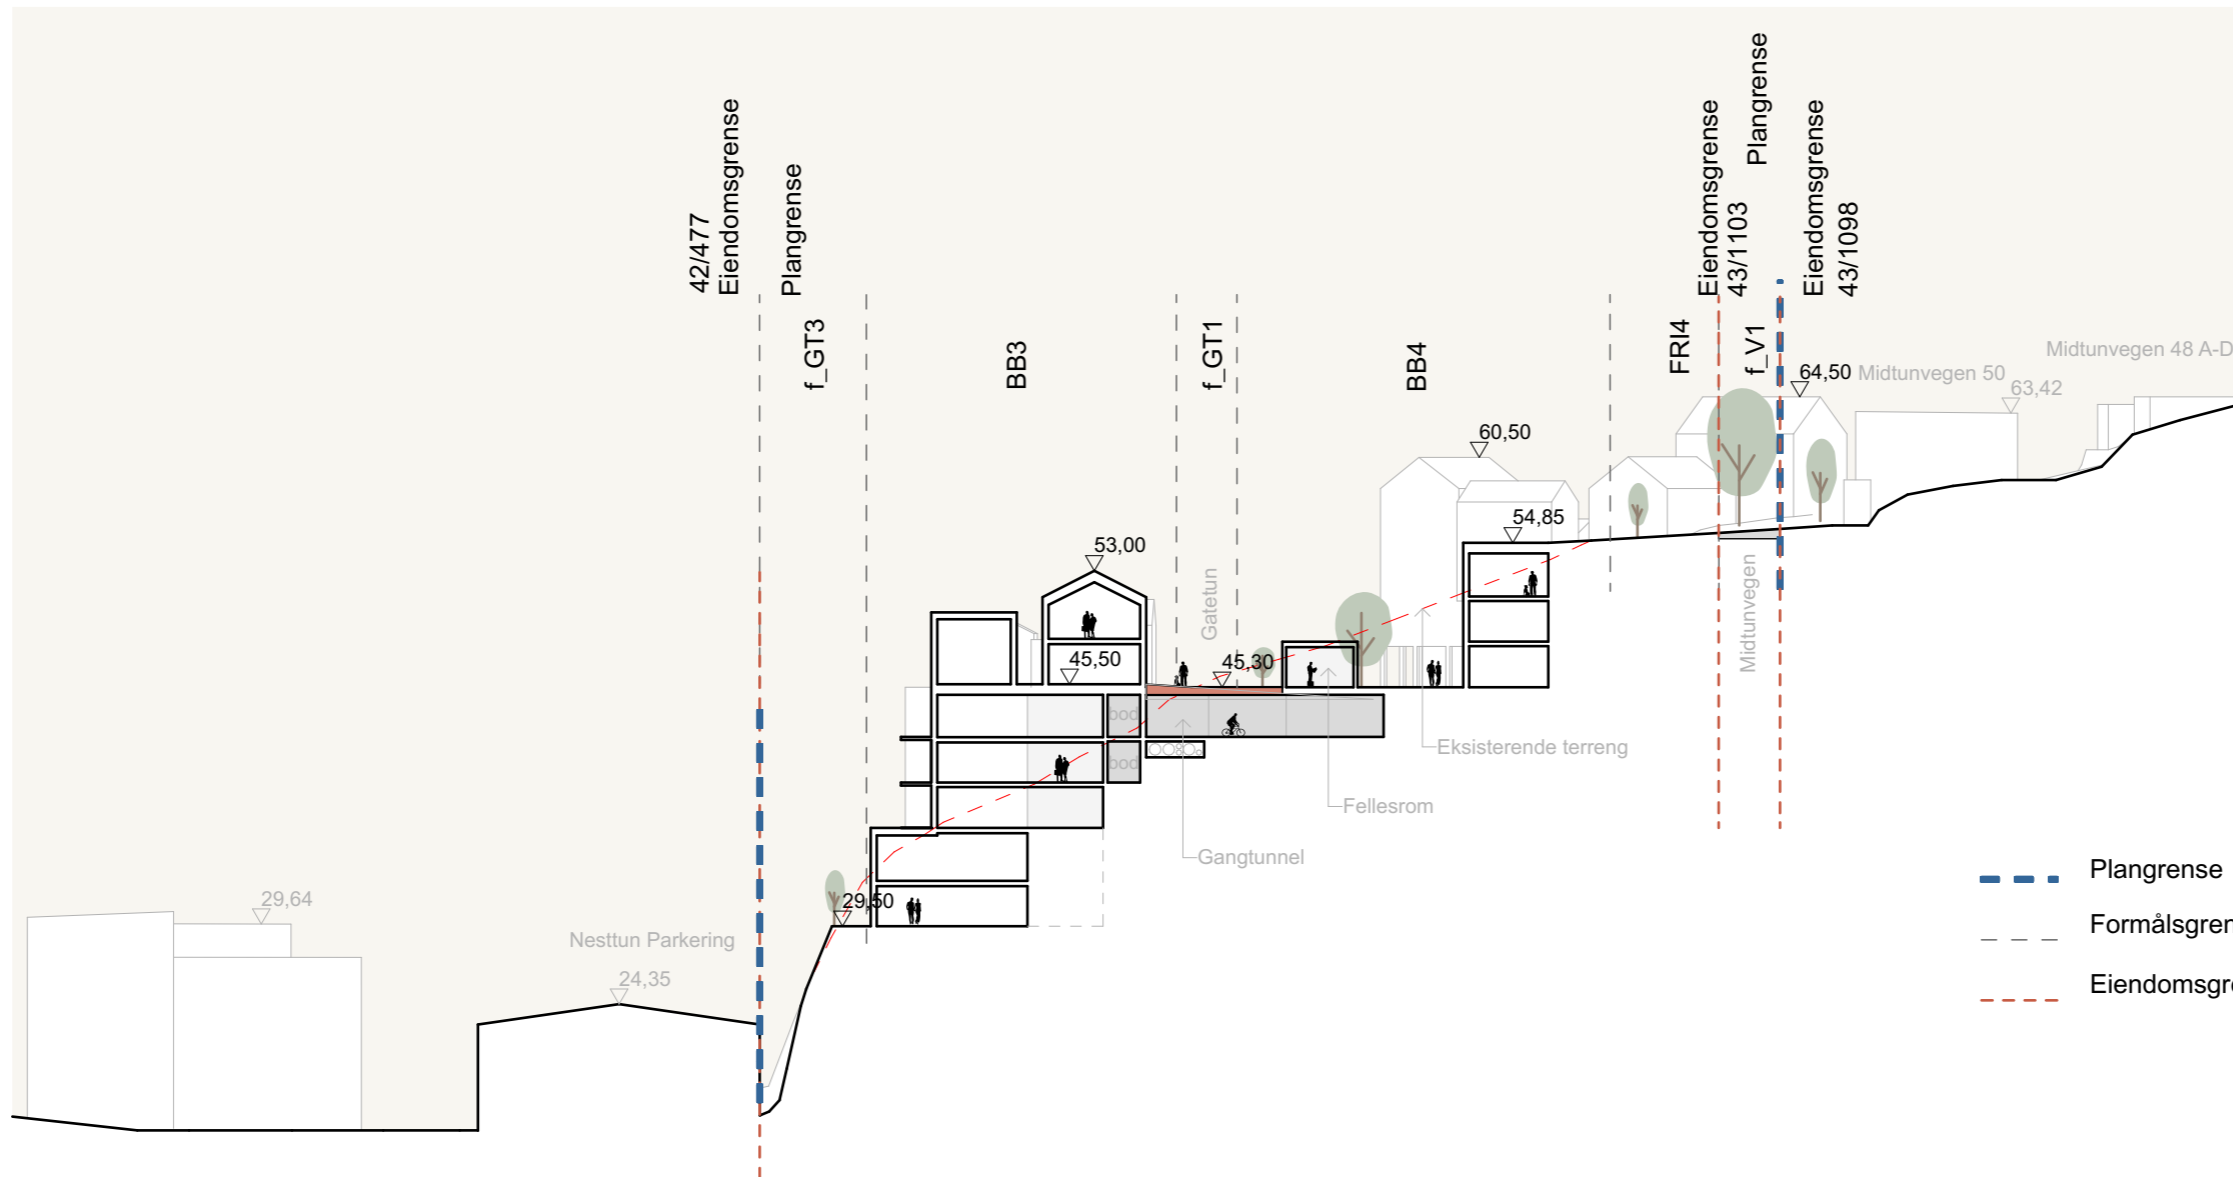 42/477
Eiendomsgrense
Plangrense
Eiendomsgrense
43/1103
Plangrense
Eiendomsgrense
43/1098
f_GT3
BB3
f_GT1
BB4
FRI4
f_V1
Midtunvegen 48 A-D
64,50
Midtunvegen 50
63,42
60,50
54,85
53,00
Gatetun
Midtunvegen
45,50
45,30
bod
bod
Eksisterende terreng
Fellesrom
Gangtunnel
29,50
29,64
Nesttun Parkering
24,35
Plangrense
Formålsgren
Eiendomsgre